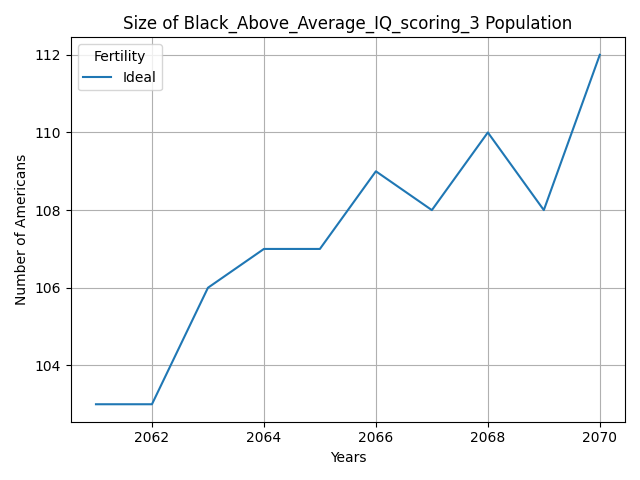 Size of Black_Above_Average_IQ_scoring_3 Population
Fertility
Ideal
112
110
108
106
104
Number of Americans
2062
2064
2066
2068
2070
Years